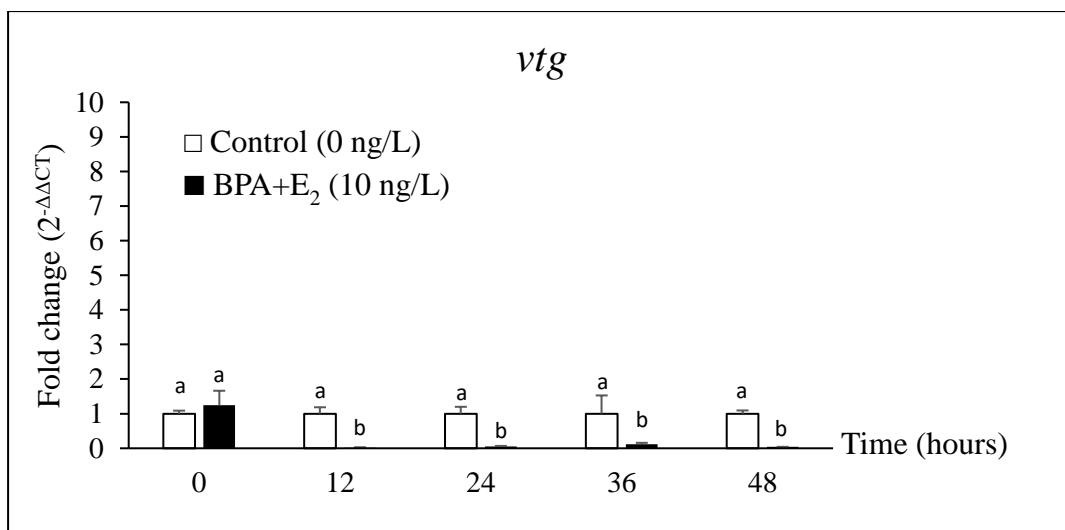 vtg
Fold change (2-ΔΔCT)
10
9
8
7
6
5
4
3
2
1
0
Control (0 ng/L)
BPA+E2 (10 ng/L)
a a a b a b a b a b
0 12 24 36 48
Time (hours)